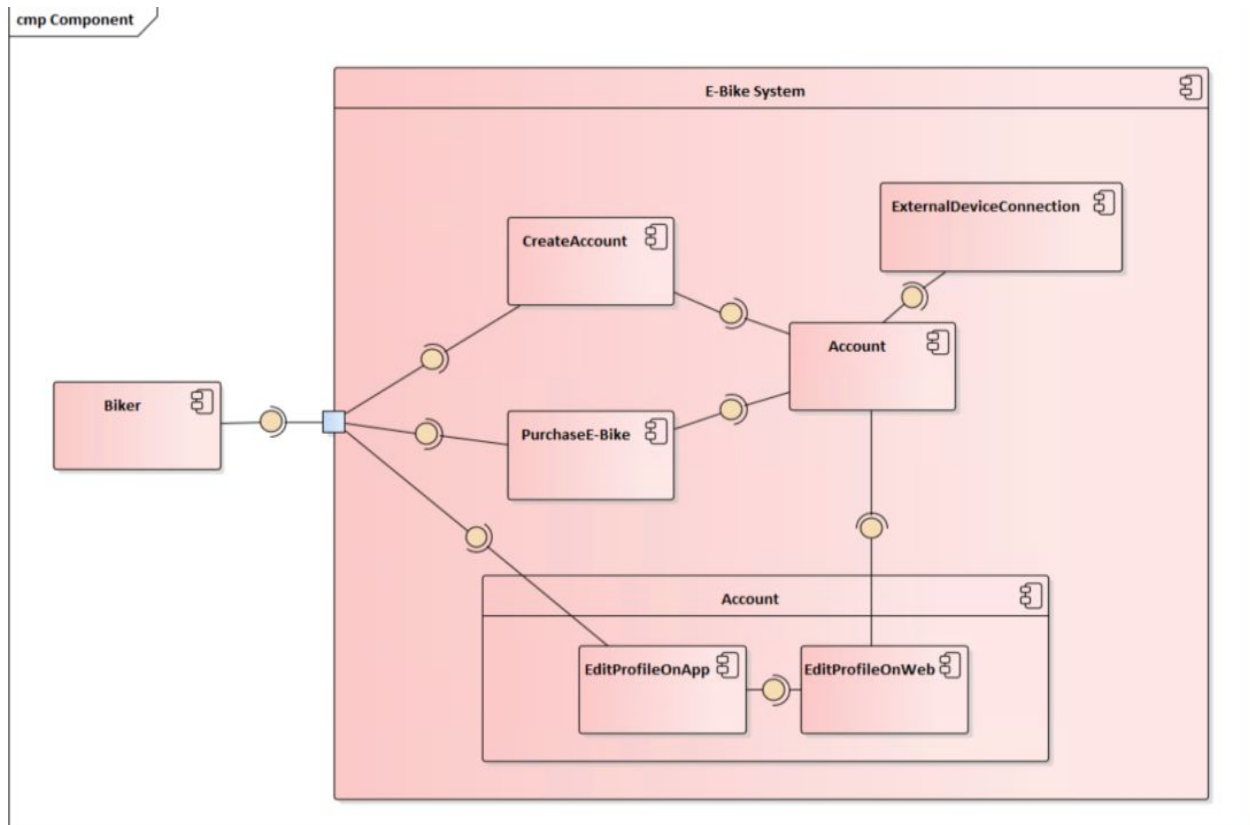 cmp Component
E-Bike System
ExternalDeviceConnection
CreateAccount
Account
Biker
PurchaseE-Bike
Account
EditProfileOnApp
EditProfileOnWeb